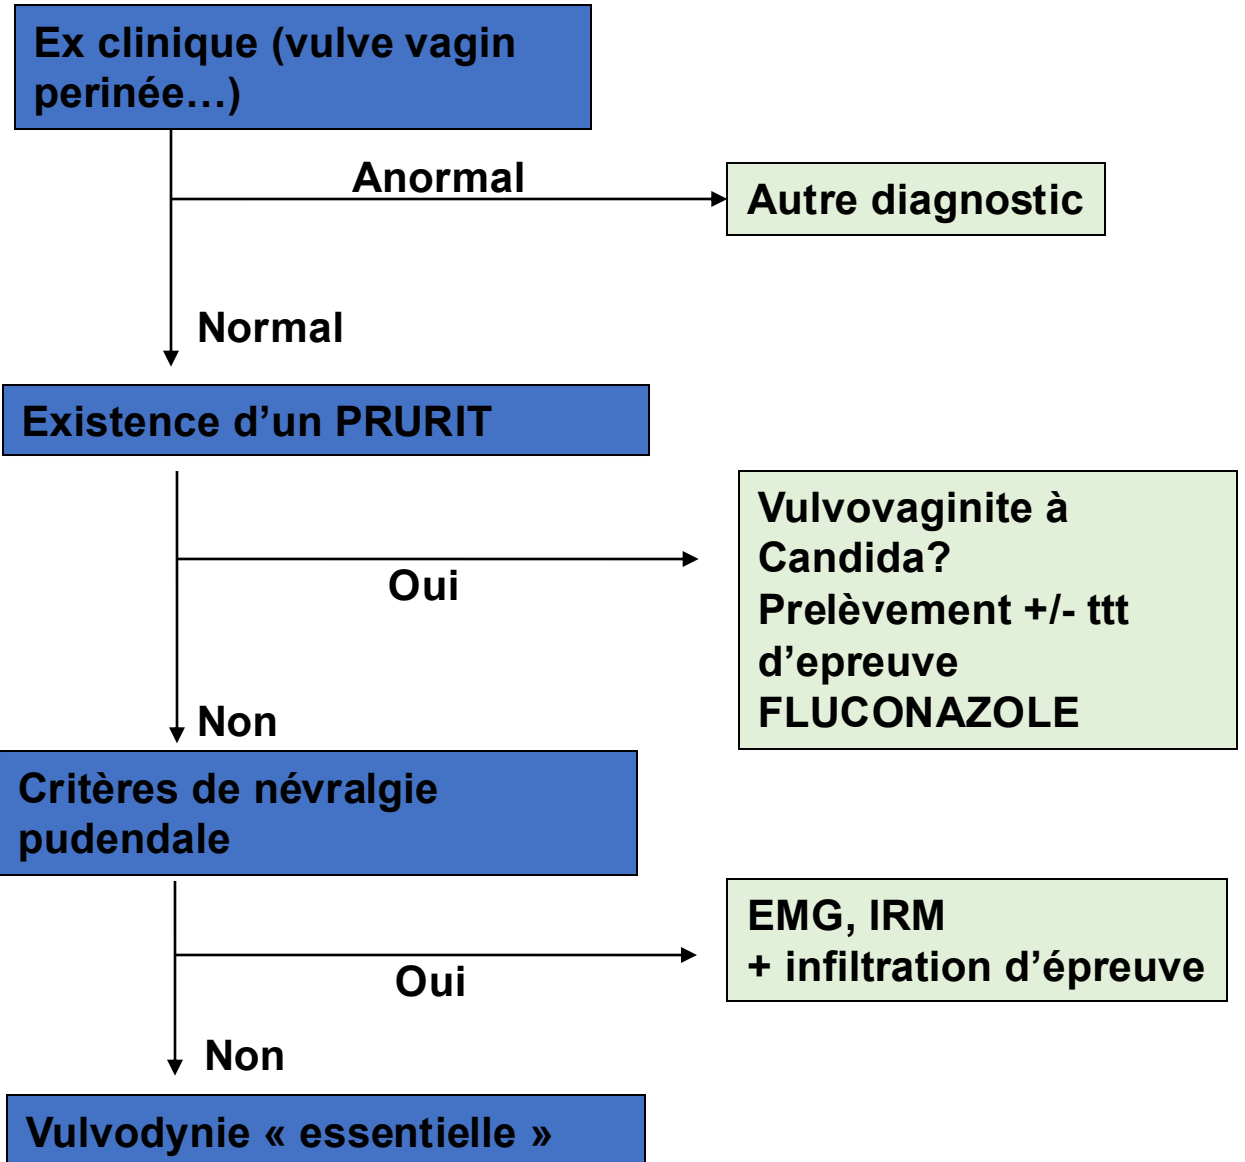 Ex clinique (vulve vagin
perinée…)
Anormal
Autre diagnostic
Normal
Existence d’un PRURIT
Vulvovaginite à
Candida?
Prelèvement +/- ttt
d’epreuve
FLUCONAZOLE
Oui
Non
Critères de névralgie
pudendale
EMG, IRM
+ infiltration d’épreuve
Oui
Non
Vulvodynie « essentielle »